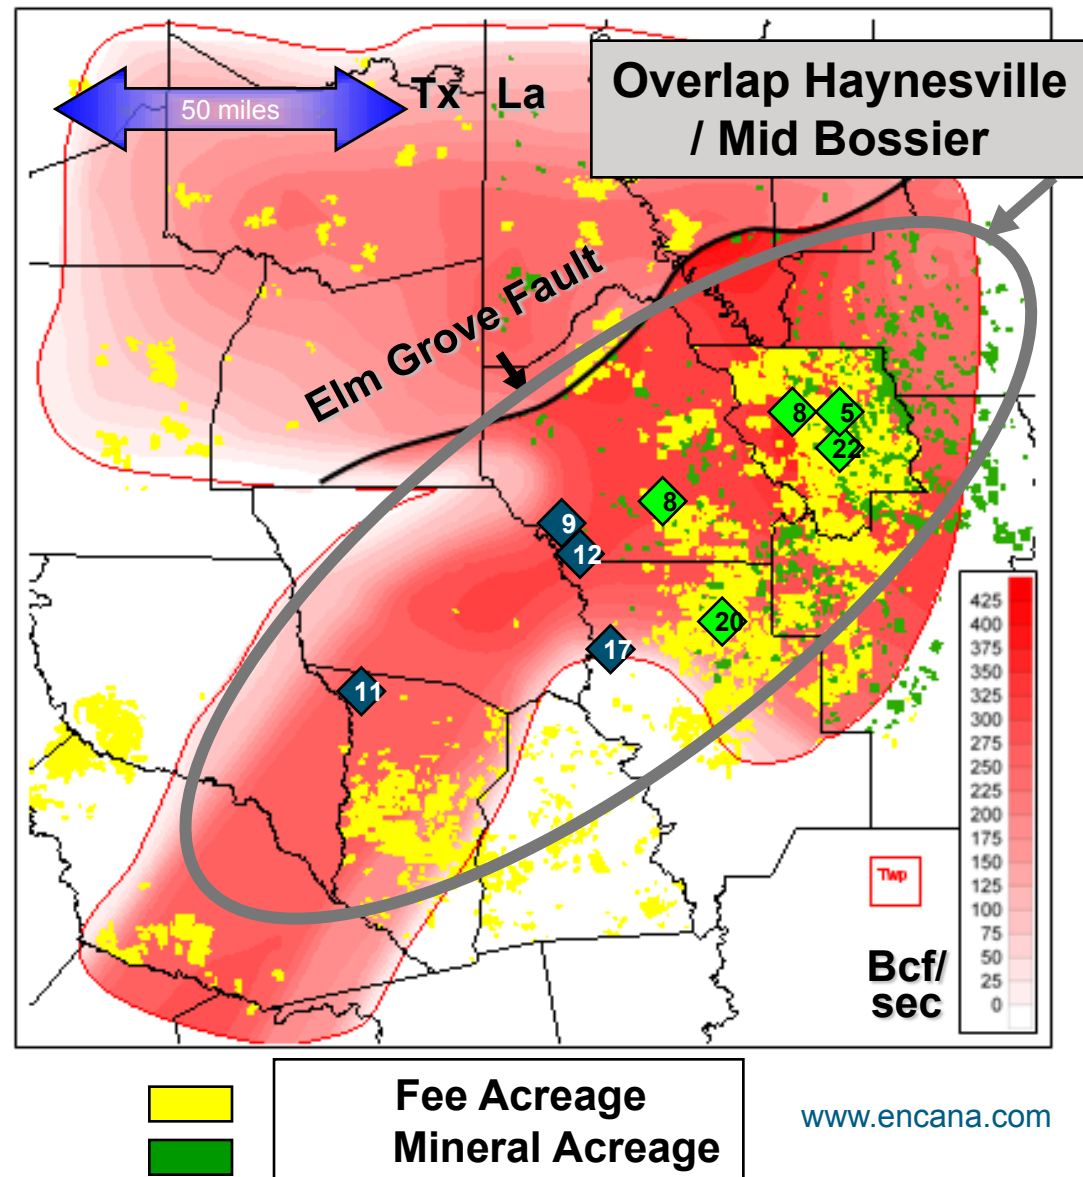 Overlap Haynesville
/ Mid Bossier
50 miles
Tx
La
Elm Grove Fault
8
5
22
8
9
12
20
17
11
425
400
375
350
325
300
275
250
225
200
175
150
125
100
75
50
25
0
Twp
Bcf/
sec
Fee Acreage
Mineral Acreage
www.encana.com